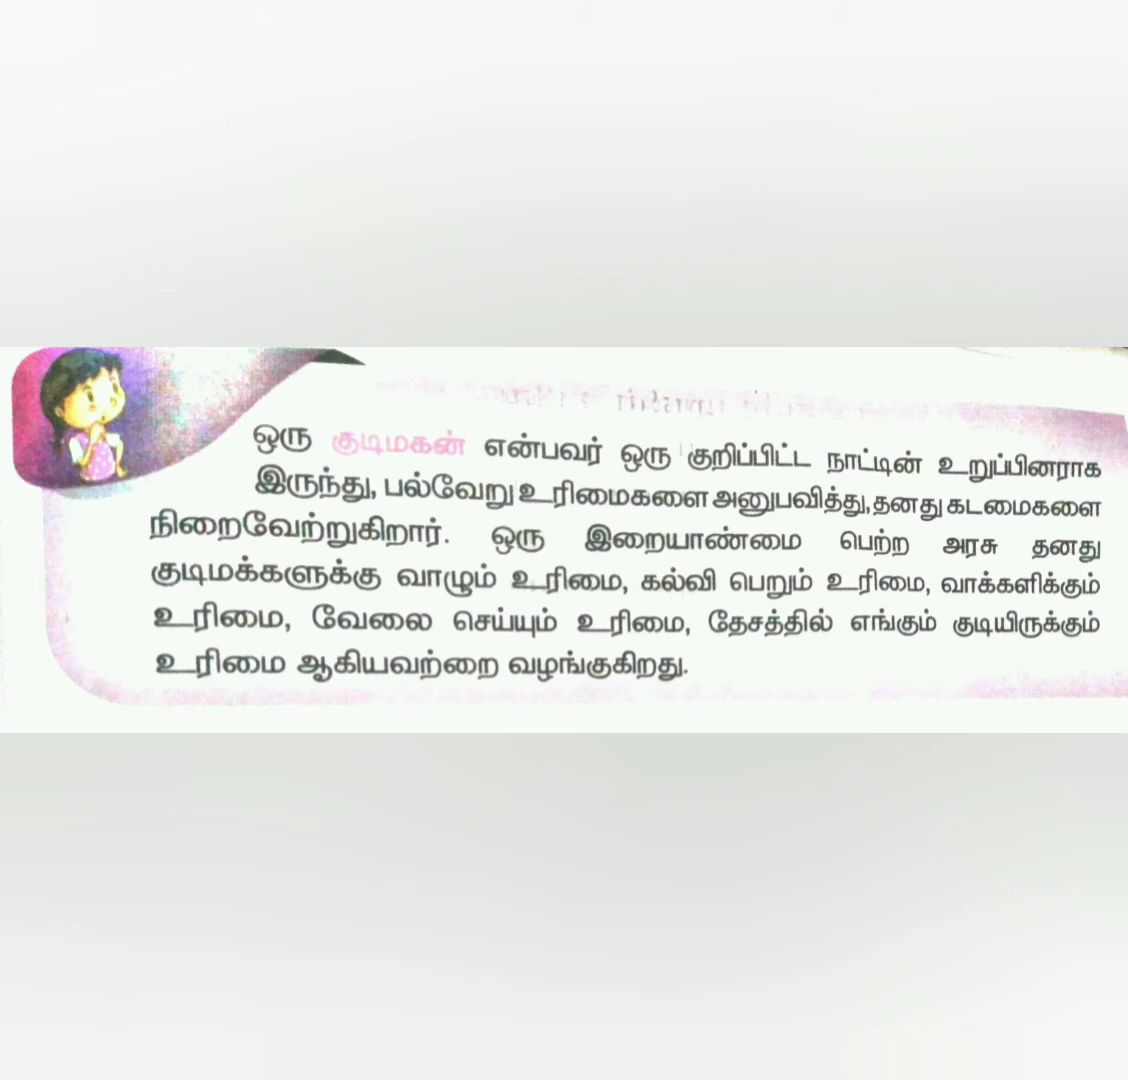 ஒரு குடிமகன் என்பவர் ஒரு குறிப்பிட்ட நாட்டின் உறுப்பினராக
இருந்து, பல்வேறு உரிமைகளை அனுபவித்து, தனது கடமைகளை
நிறைவேற்றுகிறார். ஒரு இறையாண்மை பெற்ற அரசு தனது
குடிமக்களுக்கு வாழும் உரிமை, கல்வி பெறும் உரிமை, வாக்களிக்கும்
உரிமை, வேலை செய்யும் உரிமை, தேசத்தில் எங்கும் குடியிருக்கும்
உரிமை ஆகியவற்றை வழங்குகிறது.